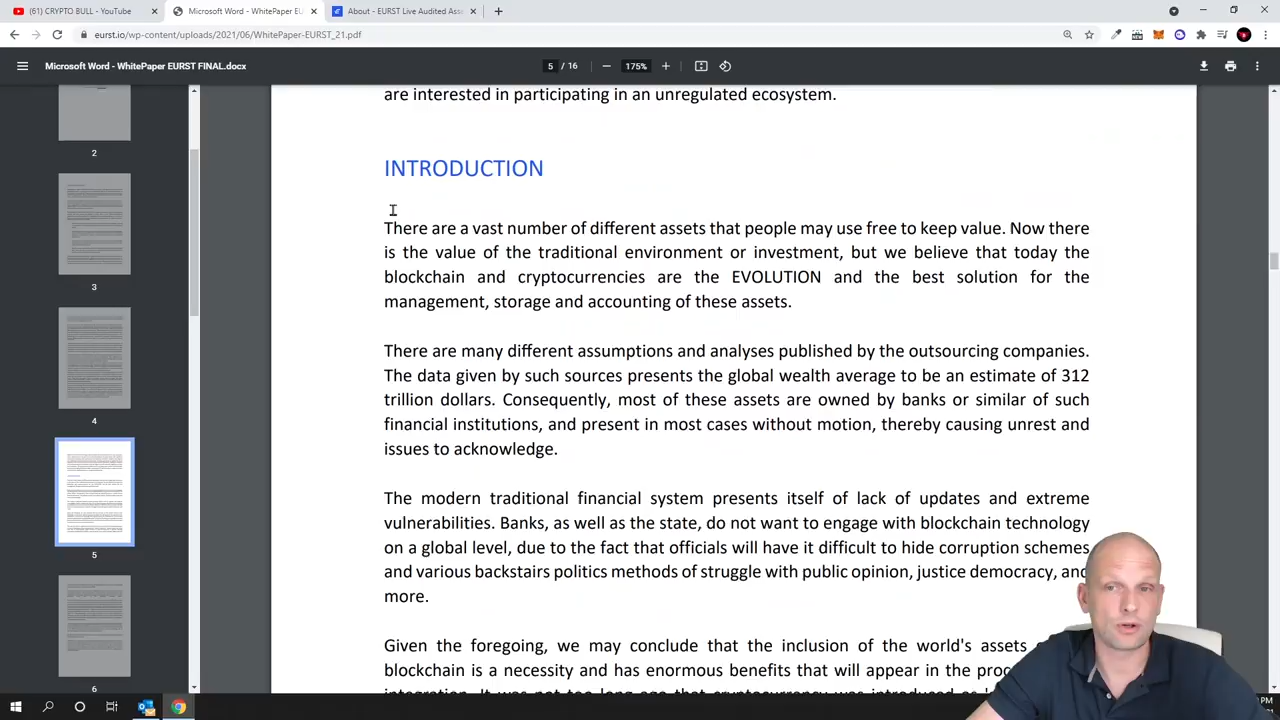 (61) CRYPTO BULL - YouTube
Microsoft Word - WhitePaper EU
About - EURST Live Audited Ass
eurst.io/wp-content/uploads/2021/06/WhitePaper-EURST_21.pdf
Microsoft Word - WhitePaper EURST FINAL.docx
5 / 16
175%
2
3
4
5
6
are interested in participating in an unregulated ecosystem.
INTRODUCTION
There are a vast number of different assets that people may use free to keep value. Now there
is the value of the traditional environment or investment, but we believe that today the
blockchain and cryptocurrencies are the EVOLUTION and the best solution for the
management, storage and accounting of these assets.
There are many different assumptions and analyses published by the outsourcing companies.
The data given by such sources presents the global wealth average to be an estimate of 312
trillion dollars. Consequently, most of these assets are owned by banks or similar of such
financial institutions, and present in most cases without motion, thereby causing unrest and
issues to acknowledge.
The modern traditional financial system presents itself of lack of updates and extreme
vulnerabilities. Banks, as well as the state, do not want to engage with blockchain technology
on a global level, due to the fact that officials will have it difficult to hide corruption schemes
and various backstairs politics methods of struggle with public opinion, justice democracy, and
more.
Given the foregoing, we may conclude that the inclusion of the world's assets
blockchain is a necessity and has enormous benefits that will appear in the proc